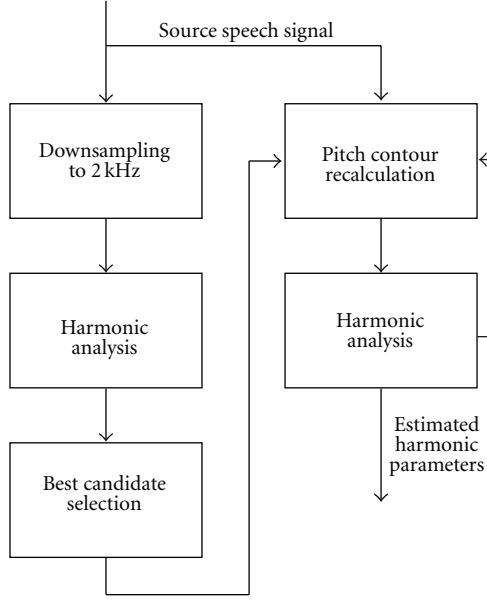 Source speech signal
Downsampling
to 2 kHz
Harmonic
analysis
Best candidate
selection
Pitch contour
recalculation
Harmonic
analysis
Estimated
harmonic
parameters